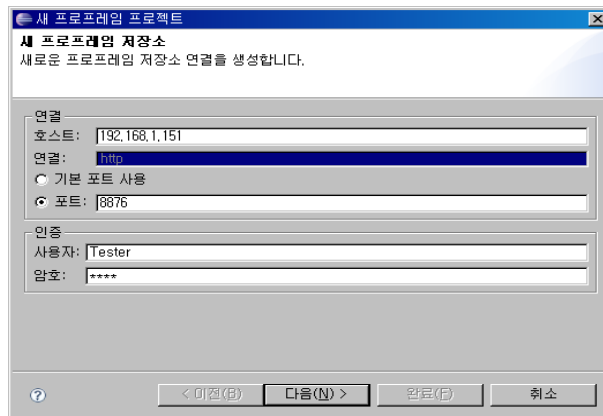 새 프로프레임 프로젝트
새 프로프레임 저장소
새로운 프로프레임 저장소 연결을 생성합니다.
연결
호스트: 192.168.1.151
연결: http
기본 포트 사용
포트: 8876
인증
사용자: Tester
암호: ****
< 이전(B) 다음(N) > 완료(F) 취소